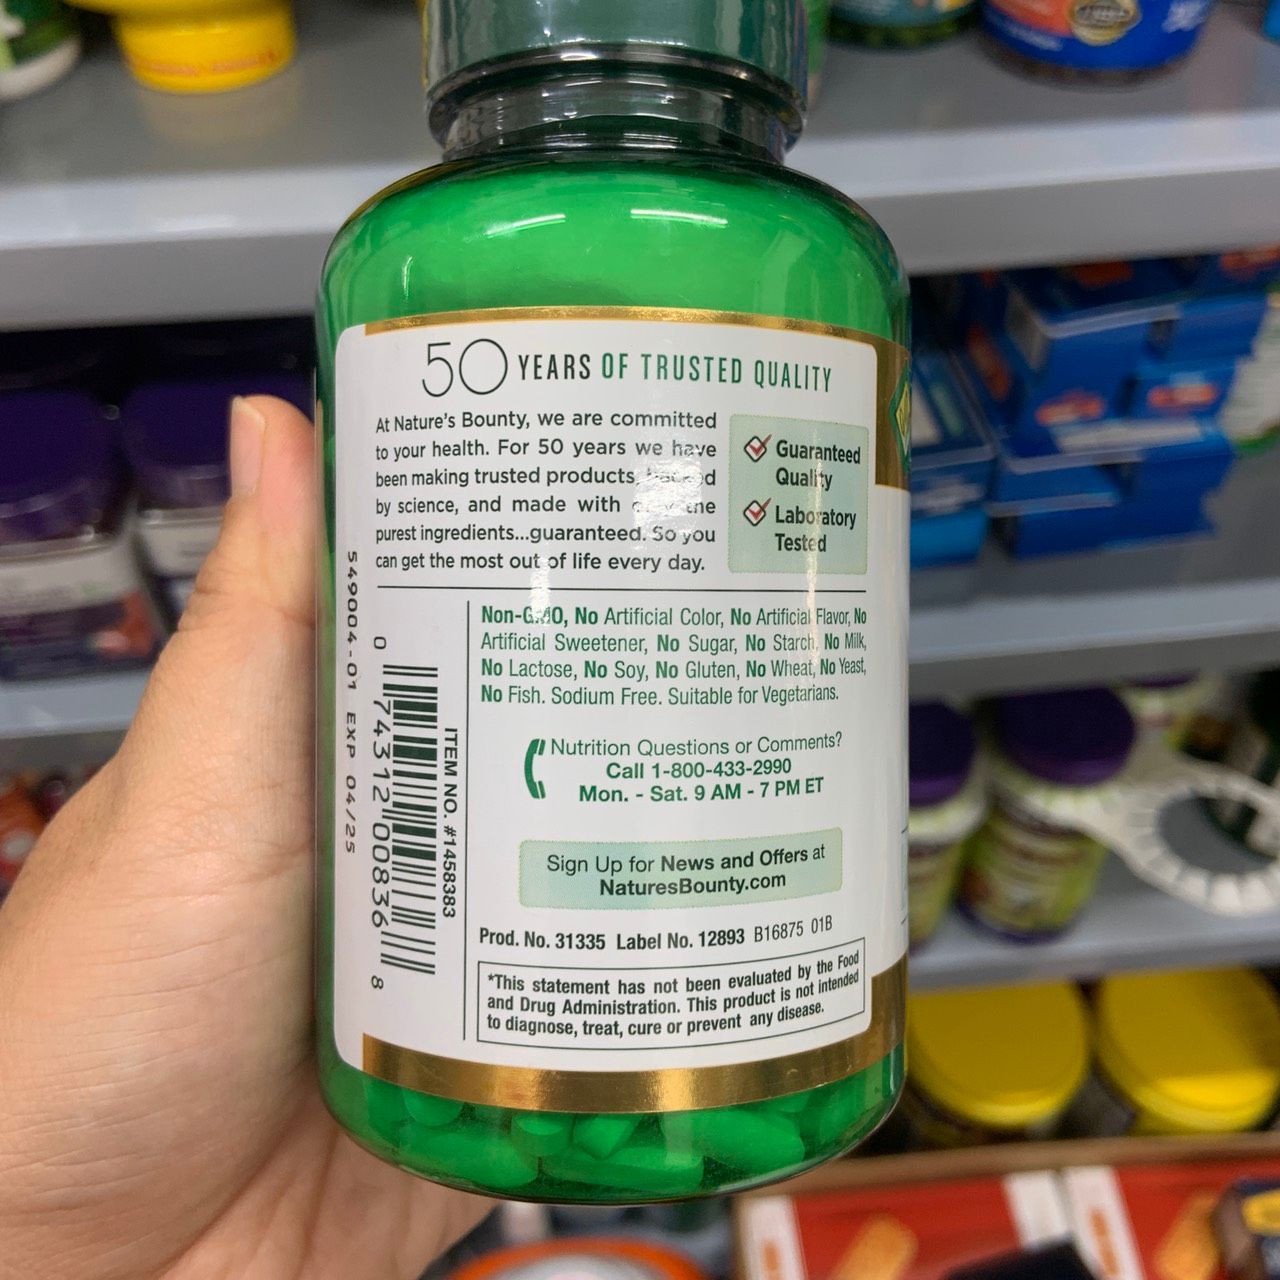 50 YEARS OF TRUSTED QUALITY
At Nature's Bounty, we are committed
to your health. For 50 years we have
been making trusted products,
by science, and made with the
purest ingredients...guaranteed. So you
can get the most out of life every day.
Guaranteed
Quality
Laboratory
Tested
Non-GMO, No Artificial Color, No Artificial Flavor, No
Artificial Sweetener, No Sugar, No Starch, No Milk,
No Lactose, No Soy, No Gluten, No Wheat, No Yeast,
No Fish. Sodium Free. Suitable for Vegetarians.
Nutrition Questions or Comments?
Call 1-800-433-2990
Mon. - Sat. 9 AM - 7 PM ET
Sign Up for News and Offers at
NaturesBounty.com
Prod. No. 31335 Label No. 12893 B16875 01B
*This statement has not been evaluated by the Food
and Drug Administration. This product is not intended
to diagnose, treat, cure or prevent any disease.
549004-01 EXP 04/25
0 74312 00836 8
ITEM NO. #1458383